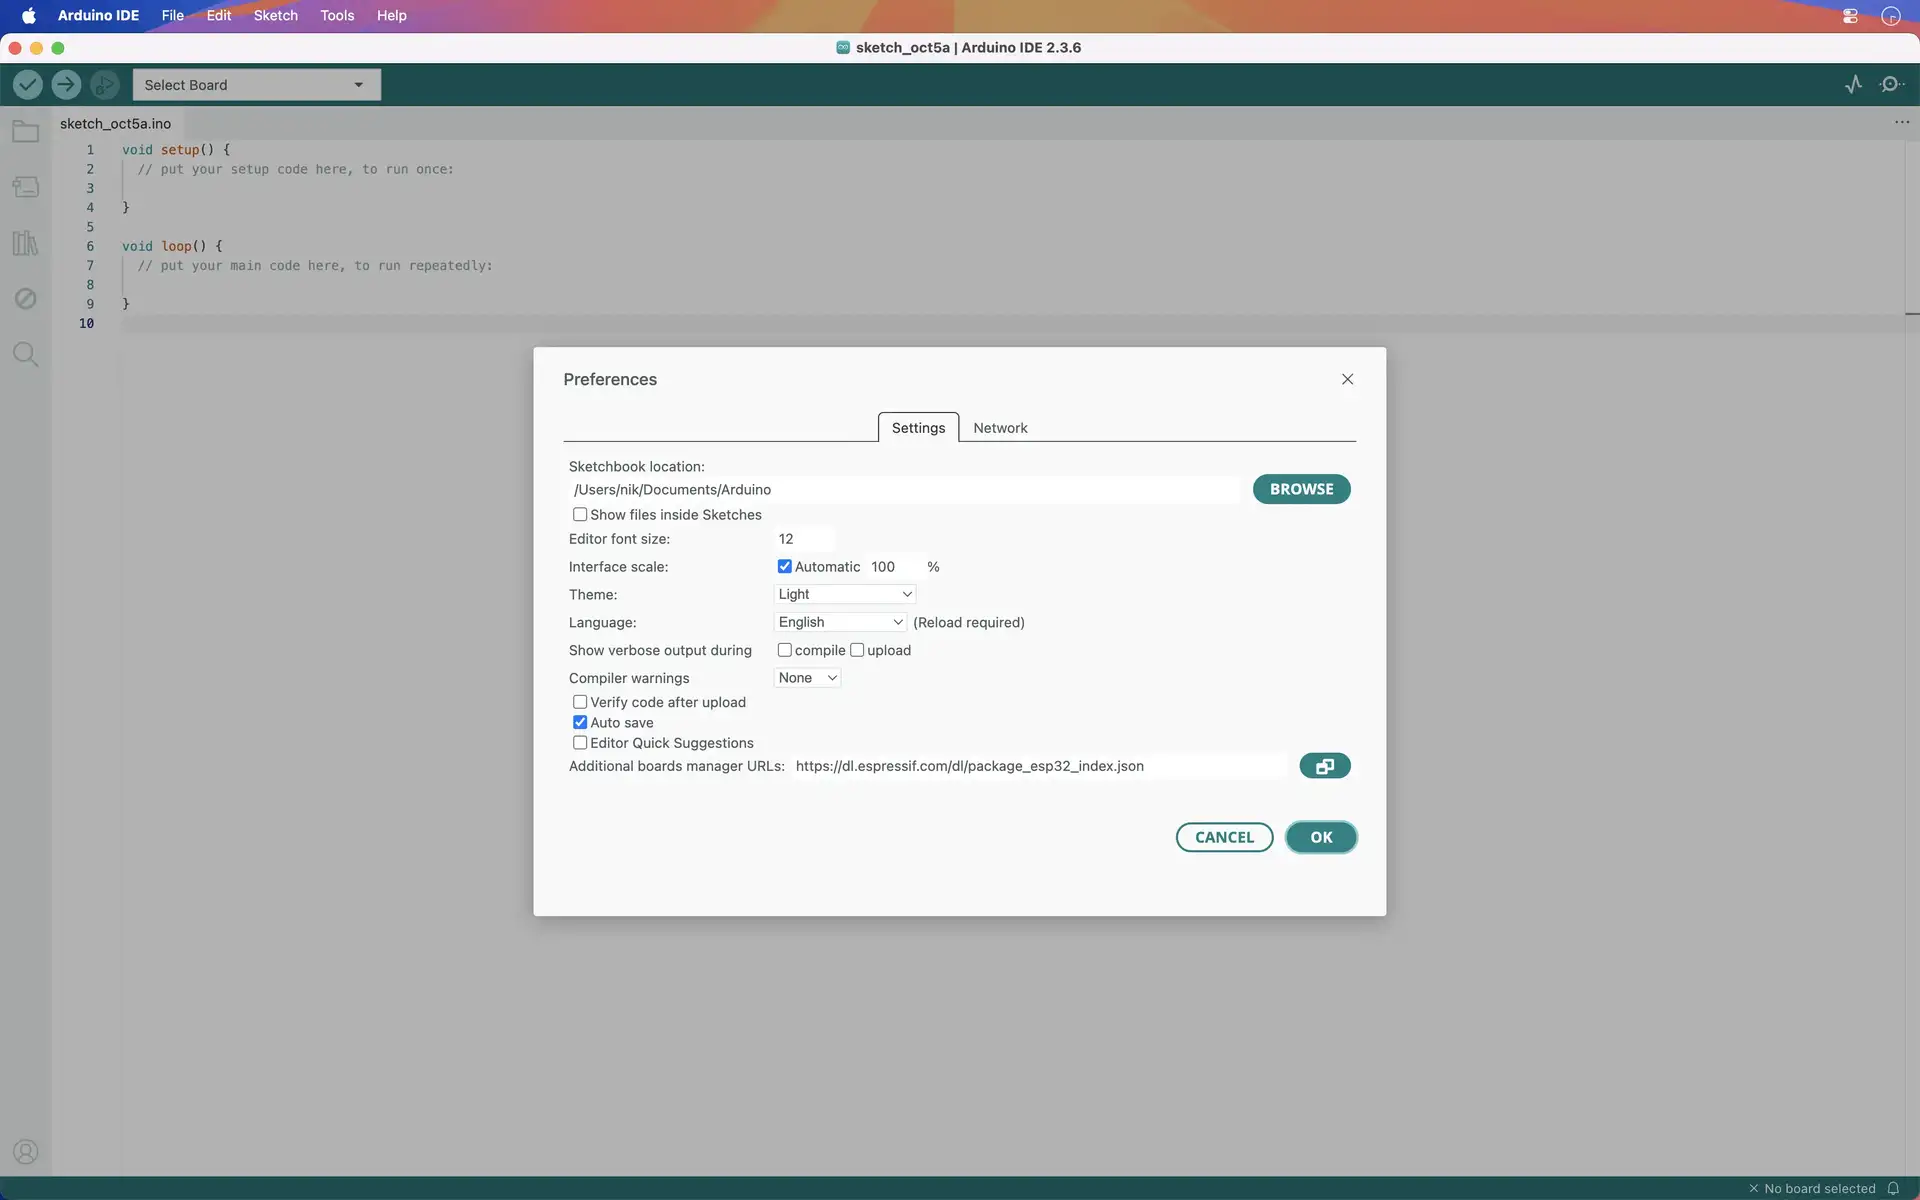 Arduino IDE File Edit Sketch Tools Help
sketch_oct5a | Arduino IDE 2.3.6
Select Board
sketch_oct5a.ino
1 void setup() {
2 // put your setup code here, to run once:
3
4 }
5
6 void loop() {
7 // put your main code here, to run repeatedly:
8
9 }
10
Preferences
Settings Network
Sketchbook location:
/Users/nik/Documents/Arduino BROWSE
Show files inside Sketches
Editor font size: 12
Interface scale: Automatic 100 %
Theme: Light
Language: English (Reload required)
Show verbose output during compile upload
Compiler warnings None
Verify code after upload
Auto save
Editor Quick Suggestions
Additional boards manager URLs: https://dl.espressif.com/dl/package_esp32_index.json
CANCEL OK
No board selected